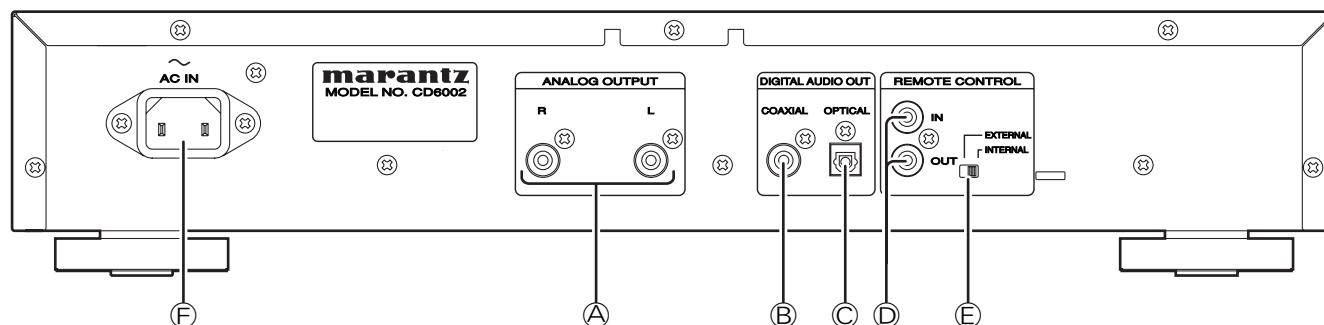 ~
AC IN
marantz
MODEL NO. CD6002
ANALOG OUTPUT
R
L
DIGITAL AUDIO OUT
COAXIAL
OPTICAL
REMOTE CONTROL
IN
EXTERNAL
INTERNAL
OUT
Ⓕ
Ⓐ
Ⓑ
Ⓒ
Ⓓ
Ⓔ